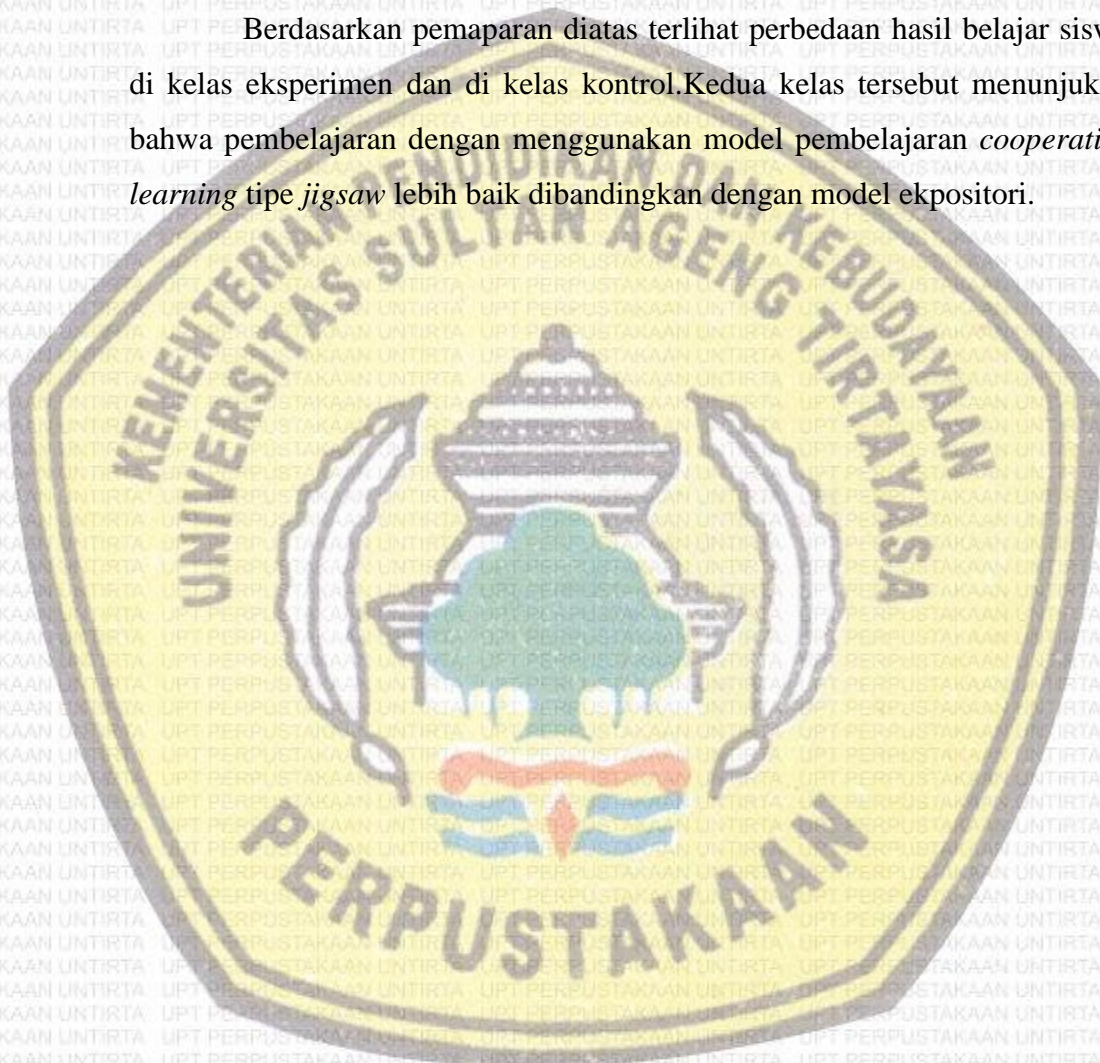 Berdasarkan pemaparan diatas terlihat perbedaan hasil belajar sisw
di kelas eksperimen dan di kelas kontrol.Kedua kelas tersebut menunjuk
bahwa pembelajaran dengan menggunakan model pembelajaran cooperati
learning tipe jigsaw lebih baik dibandingkan dengan model ekpositori.
KEMENTERIAN PENDIDIKAN DAN KEBUDAYAAN
UNIVERSITAS SULTAN AGENG TIRTAYASA
PERPUSTAKAAN